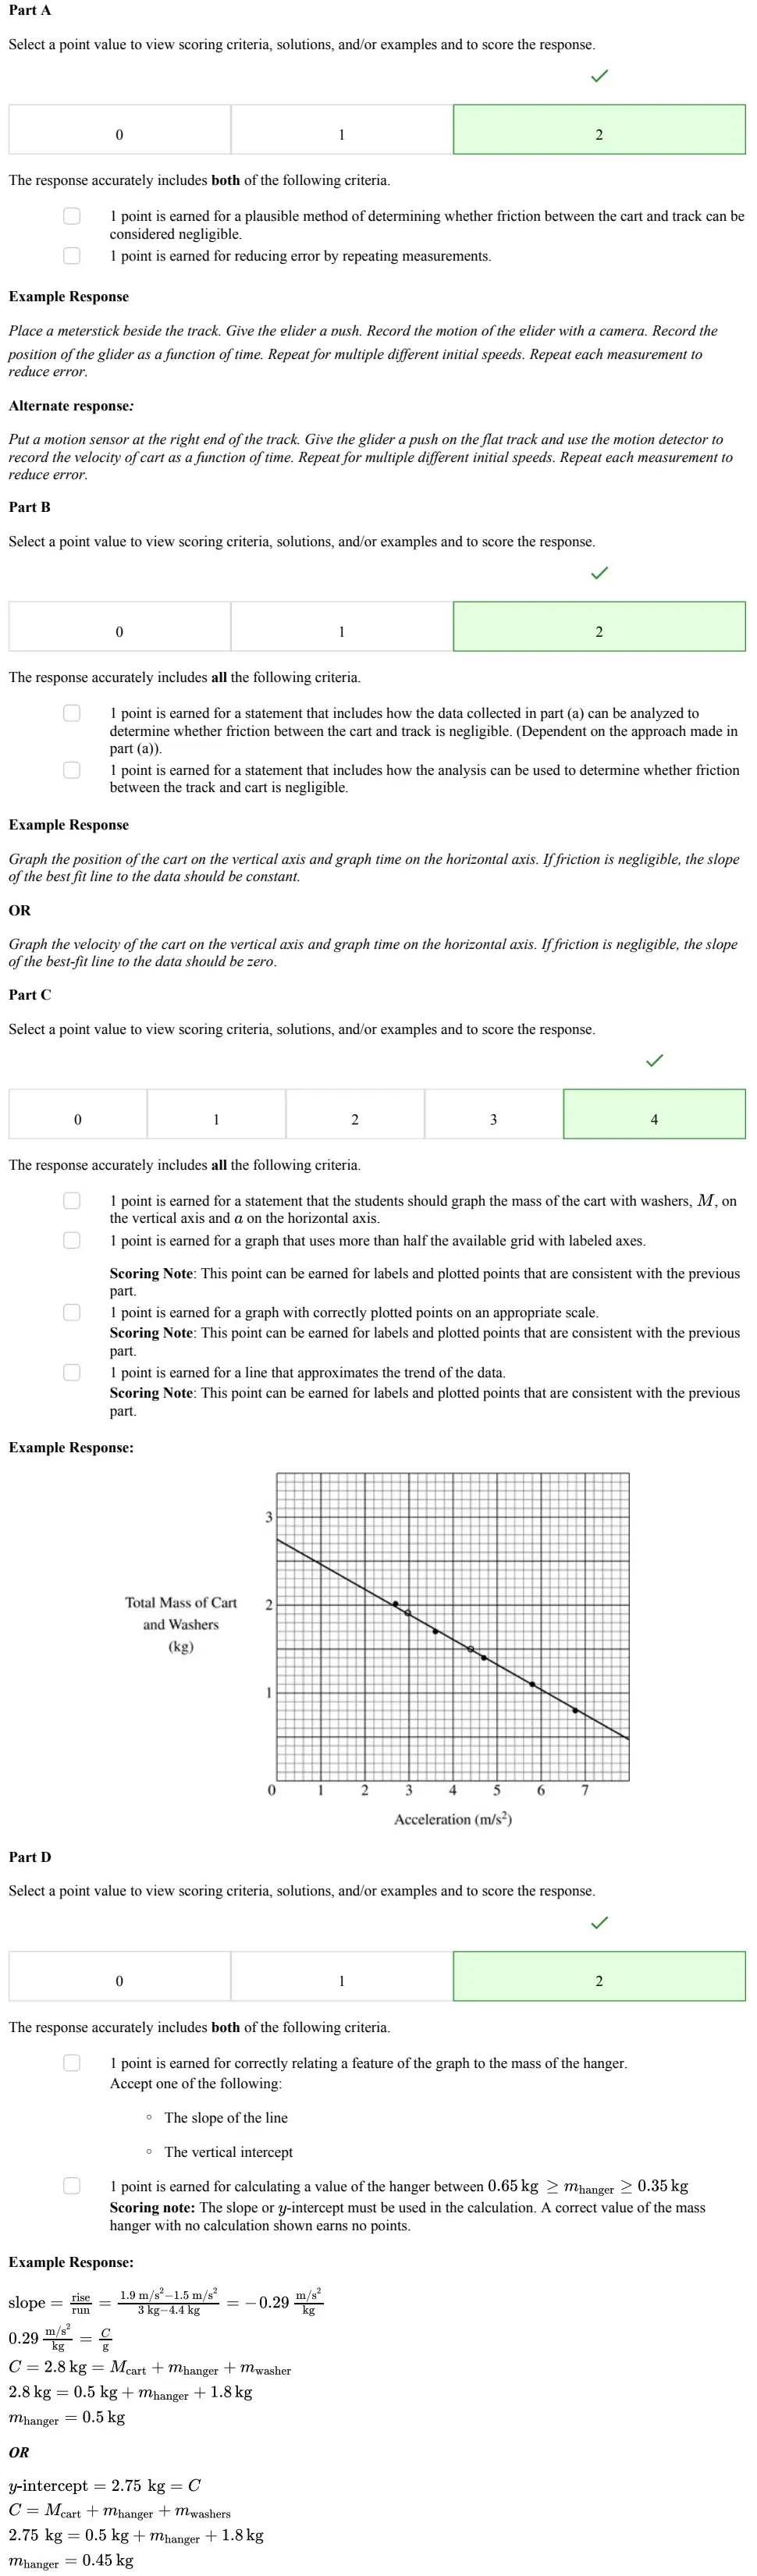 Part A
Select a point value to view scoring criteria, solutions, and/or examples and to score the response.
0 1 2
The response accurately includes both of the following criteria.
1 point is earned for a plausible method of determining whether friction between the cart and track can be
considered negligible.
1 point is earned for reducing error by repeating measurements.
Example Response
Place a meterstick beside the track. Give the glider a push. Record the motion of the glider with a camera. Record the
position of the glider as a function of time. Repeat for multiple different initial speeds. Repeat each measurement to
reduce error.
Alternate response:
Put a motion sensor at the right end of the track. Give the glider a push on the flat track and use the motion detector to
record the velocity of cart as a function of time. Repeat for multiple different initial speeds. Repeat each measurement to
reduce error.
Part B
Select a point value to view scoring criteria, solutions, and/or examples and to score the response.
0 1 2
The response accurately includes all the following criteria.
1 point is earned for a statement that includes how the data collected in part (a) can be analyzed to
determine whether friction between the cart and track is negligible. (Dependent on the approach made in
part (a)).
1 point is earned for a statement that includes how the analysis can be used to determine whether friction
between the track and cart is negligible.
Example Response
Graph the position of the cart on the vertical axis and graph time on the horizontal axis. If friction is negligible, the slope
of the best fit line to the data should be constant.
OR
Graph the velocity of the cart on the vertical axis and graph time on the horizontal axis. If friction is negligible, the slope
of the best-fit line to the data should be zero.
Part C
Select a point value to view scoring criteria, solutions, and/or examples and to score the response.
0 1 2 3 4
The response accurately includes all the following criteria.
1 point is earned for a statement that the students should graph the mass of the cart with washers, M, on
the vertical axis and a on the horizontal axis.
1 point is earned for a graph that uses more than half the available grid with labeled axes.
Scoring Note: This point can be earned for labels and plotted points that are consistent with the previous
part.
1 point is earned for a graph with correctly plotted points on an appropriate scale.
Scoring Note: This point can be earned for labels and plotted points that are consistent with the previous
part.
1 point is earned for a line that approximates the trend of the data.
Scoring Note: This point can be earned for labels and plotted points that are consistent with the previous
part.
Example Response:
3
Total Mass of Cart
and Washers
(kg)
2
1
0 1 2 3 4 5 6 7
Acceleration (m/s²)
Part D
Select a point value to view scoring criteria, solutions, and/or examples and to score the response.
0 1 2
The response accurately includes both of the following criteria.
1 point is earned for correctly relating a feature of the graph to the mass of the hanger.
Accept one of the following:
◦ The slope of the line
◦ The vertical intercept
1 point is earned for calculating a value of the hanger between 0.65 kg ≥ m_hanger ≥ 0.35 kg
Scoring note: The slope or y-intercept must be used in the calculation. A correct value of the mass
hanger with no calculation shown earns no points.
Example Response:
slope = rise/run = (1.9 m/s²−1.5 m/s²)/(3 kg−4.4 kg) = −0.29 (m/s²)/kg
0.29 (m/s²)/kg = C/g
C = 2.8 kg = M_cart + m_hanger + m_washer
2.8 kg = 0.5 kg + m_hanger + 1.8 kg
m_hanger = 0.5 kg
OR
y-intercept = 2.75 kg = C
C = M_cart + m_hanger + m_washers
2.75 kg = 0.5 kg + m_hanger + 1.8 kg
m_hanger = 0.45 kg